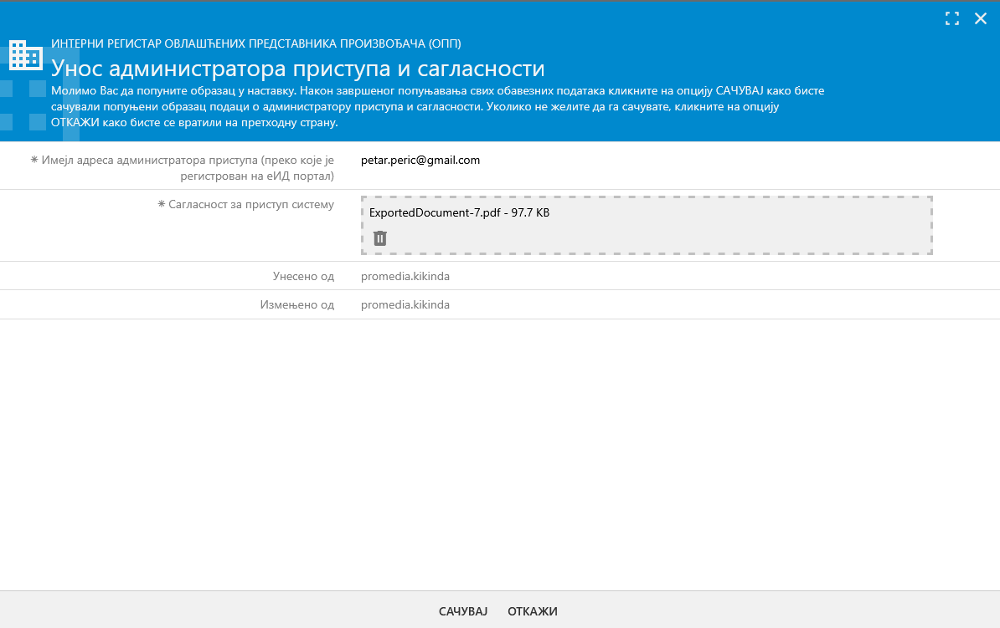 ИНТЕРНИ РЕГИСТАР ОВЛАШЋЕНИХ ПРЕДСТАВНИКА ПРОИЗВОЂАЧА (ОПП)
Унос администратора приступа и сагласности
Молимо Вас да попуните образац у наставку. Након завршеног попуњавања свих обавезних података кликните на опцију САЧУВАЈ како бисте
сачували попуњени образац подаци о администратору приступа и сагласности. Уколико не желите да га сачувате, кликните на опцију
ОТКАЖИ како бисте се вратили на претходну страну.
✷ Имејл адреса администратора приступа (преко које је
регистрован на еИД портал)
petar.peric@gmail.com
✷ Сагласност за приступ систему
ExportedDocument-7.pdf - 97.7 KB
Унесено од
promedia.kikinda
Измењено од
promedia.kikinda
САЧУВАЈ ОТКАЖИ